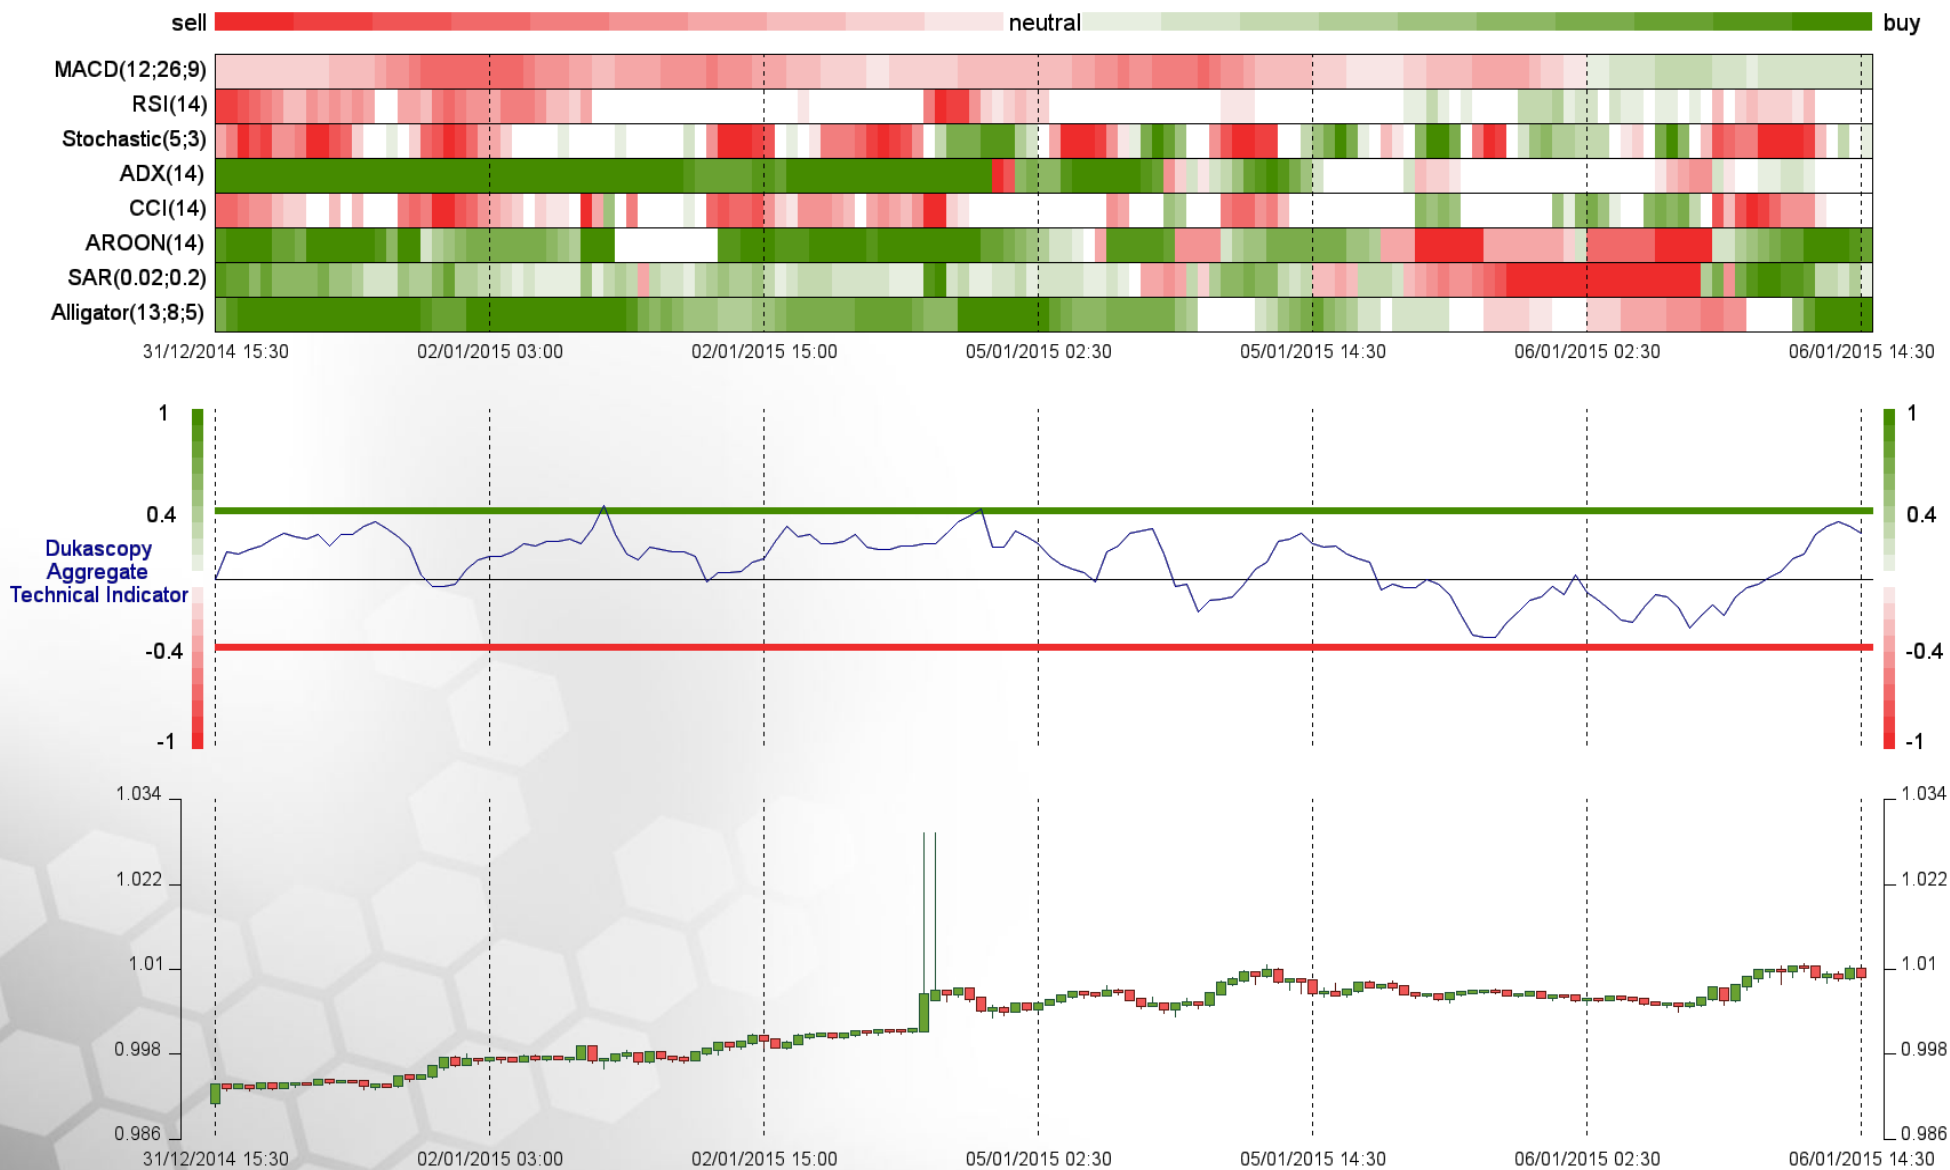 sell neutral buy
MACD(12;26;9)
RSI(14)
Stochastic(5;3)
ADX(14)
CCI(14)
AROON(14)
SAR(0.02;0.2)
Alligator(13;8;5)
31/12/2014 15:30 02/01/2015 03:00 02/01/2015 15:00 05/01/2015 02:30 05/01/2015 14:30 06/01/2015 02:30 06/01/2015 14:30
1 1
0.4 0.4
Dukascopy
Aggregate
Technical Indicator
-0.4 -0.4
-1 -1
1.034 1.034
1.022 1.022
1.01 1.01
0.998 0.998
0.986 0.986
31/12/2014 15:30 02/01/2015 03:00 02/01/2015 15:00 05/01/2015 02:30 05/01/2015 14:30 06/01/2015 02:30 06/01/2015 14:30